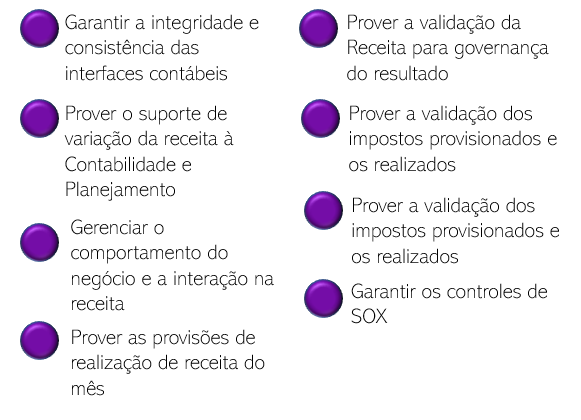 Garantir a integridade e
consistência das
interfaces contábeis
Prover o suporte de
variação da receita à
Contabilidade e
Planejamento
Gerenciar o
comportamento do
negócio e a interação na
receita
Prover as provisões de
realização de receita do
mês
Prover a validação da
Receita para governança
do resultado
Prover a validação dos
impostos provisionados e
os realizados
Prover a validação dos
impostos provisionados e
os realizados
Garantir os controles de
SOX